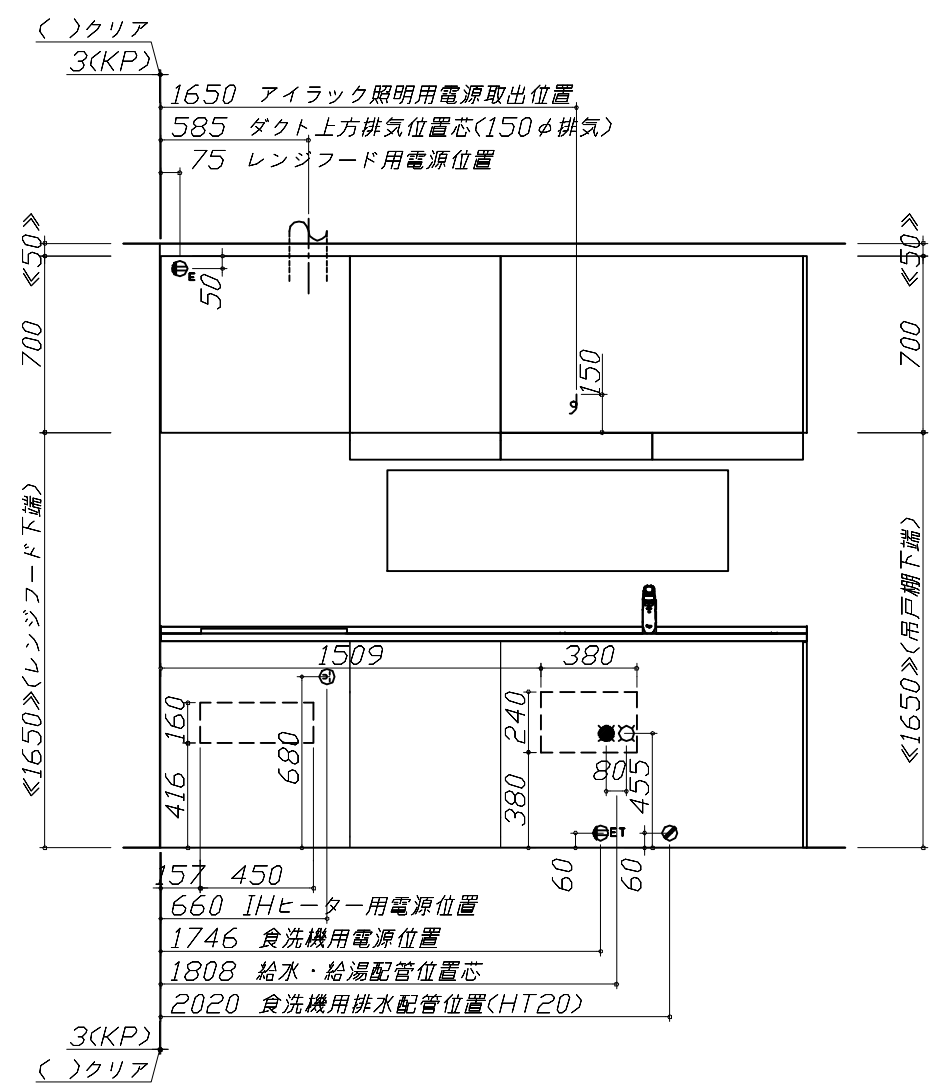 ( )クリア
3(KP)
1650 アイラック照明用電源取出位置
585 ダクト上方排気位置芯(150φ排気)
75 レンジフード用電源位置
≪50≫
≪50≫
E
50
700
700
150
≪1650≫(レンジフード下端)
≪1650≫(吊戸棚下端)
1509
380
160
240
680
80
455
416
380
ET
60
60
157
450
660 IHヒーター用電源位置
1746 食洗機用電源位置
1808 給水・給湯配管位置芯
2020 食洗機用排水配管位置(HT20)
3(KP)
( )クリア